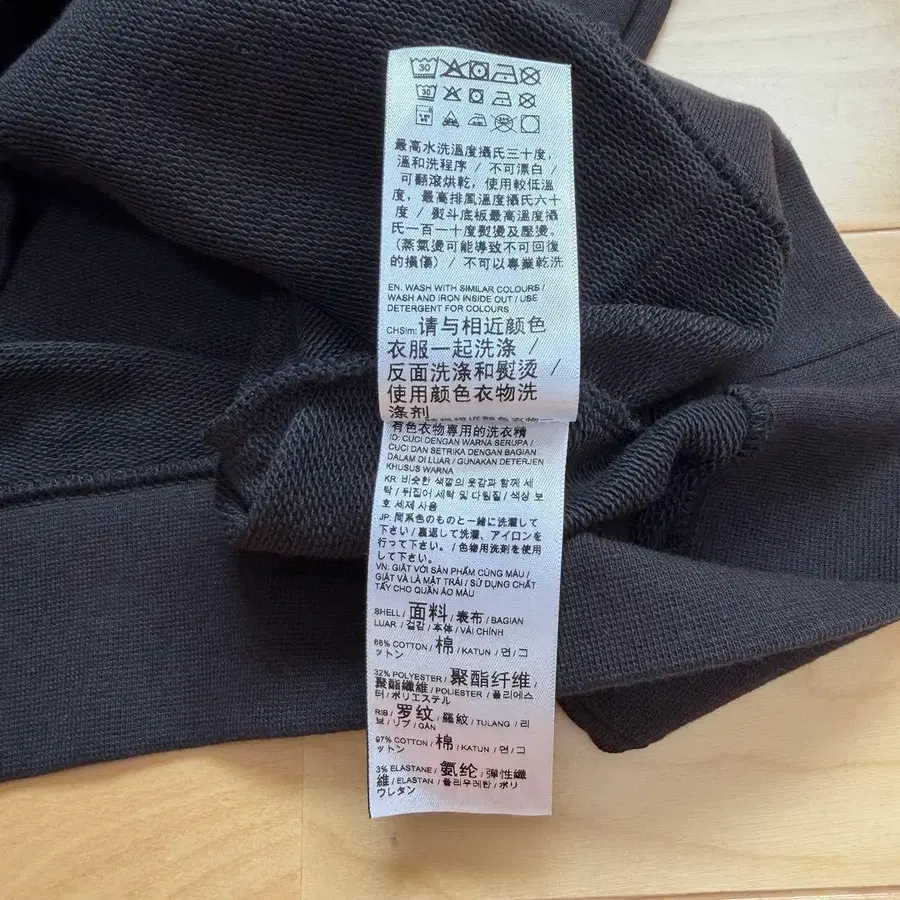 30
30
最高水洗溫度攝氏三十度,
溫和洗程序 / 不可漂白 /
可翻滾烘乾, 使用較低溫
度, 最高排風溫度攝氏六十
度 / 熨斗底板最高溫度攝
氏一百一十度熨燙及壓燙。
(蒸氣燙可能導致不可回復
的損傷) / 不可以專業乾洗
EN: WASH WITH SIMILAR COLOURS /
WASH AND IRON INSIDE OUT / USE
DETERGENT FOR COLOURS
CHSim: 请与相近颜色
衣服一起洗涤 /
反面洗涤和熨烫 /
使用颜色衣物洗
涤剂
有色衣物專用的洗衣精
ID: CUCI DENGAN WARNA SERUPA /
CUCI DAN SETRIKA DENGAN BAGIAN
DALAM DI LUAR / GUNAKAN DETERJEN
KHUSUS WARNA
KR: 비슷한 색깔의 옷감과 함께 세
탁 / 뒤집어 세탁 및 다림질 / 색상 보
호 세제 사용
JP: 同系色のものと一緒に洗濯して
下さい / 裏返して洗濯、アイロンを
行って下さい。 / 色物用洗剤を使用
して下さい。
VN: GIẶT VỚI SẢN PHẨM CÙNG MÀU /
GIẶT VÀ LÀ MẶT TRÁI / SỬ DỤNG CHẤT
TẨY CHO QUẦN ÁO MÀU
SHELL / 面料 / 表布 / BAGIAN
LUAR / 겉감 / 本体 / VẢI CHÍNH
68% COTTON / 棉 / KATUN / 면 / コ
ットン
32% POLYESTER / 聚酯纤维 /
聚酯纖維 / POLIESTER / 폴리에스
터 / ポリエステル
RIB / 罗纹 / 羅紋 / TULANG / 리
브 / リブ / GÂN
97% COTTON / 棉 / KATUN / 면 / コ
ットン
3% ELASTANE / 氨纶 / 彈性纖
維 / ELASTAN / 폴리우레탄 / ポリ
ウレタン